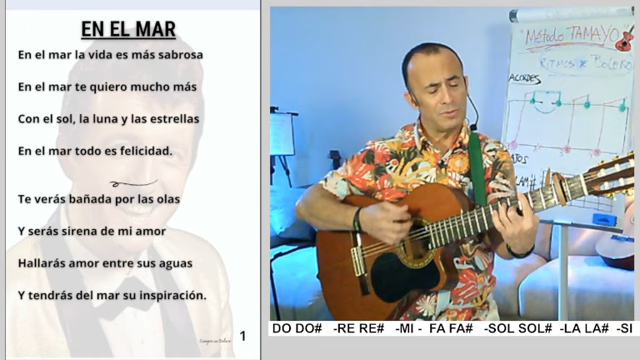 EN EL MAR
En el mar la vida es más sabrosa
En el mar te quiero mucho más
Con el sol, la luna y las estrellas
En el mar todo es felicidad.
Te verás bañada por las olas
Y serás sirena de mi amor
Hallarás amor entre sus aguas
Y tendrás del mar su inspiración.
1
Método TAMAYO
RITMOS DE BOLERO
ACORDES
DO DO# -RE RE# -MI - FA FA# -SOL SOL# -LA LA# -SI